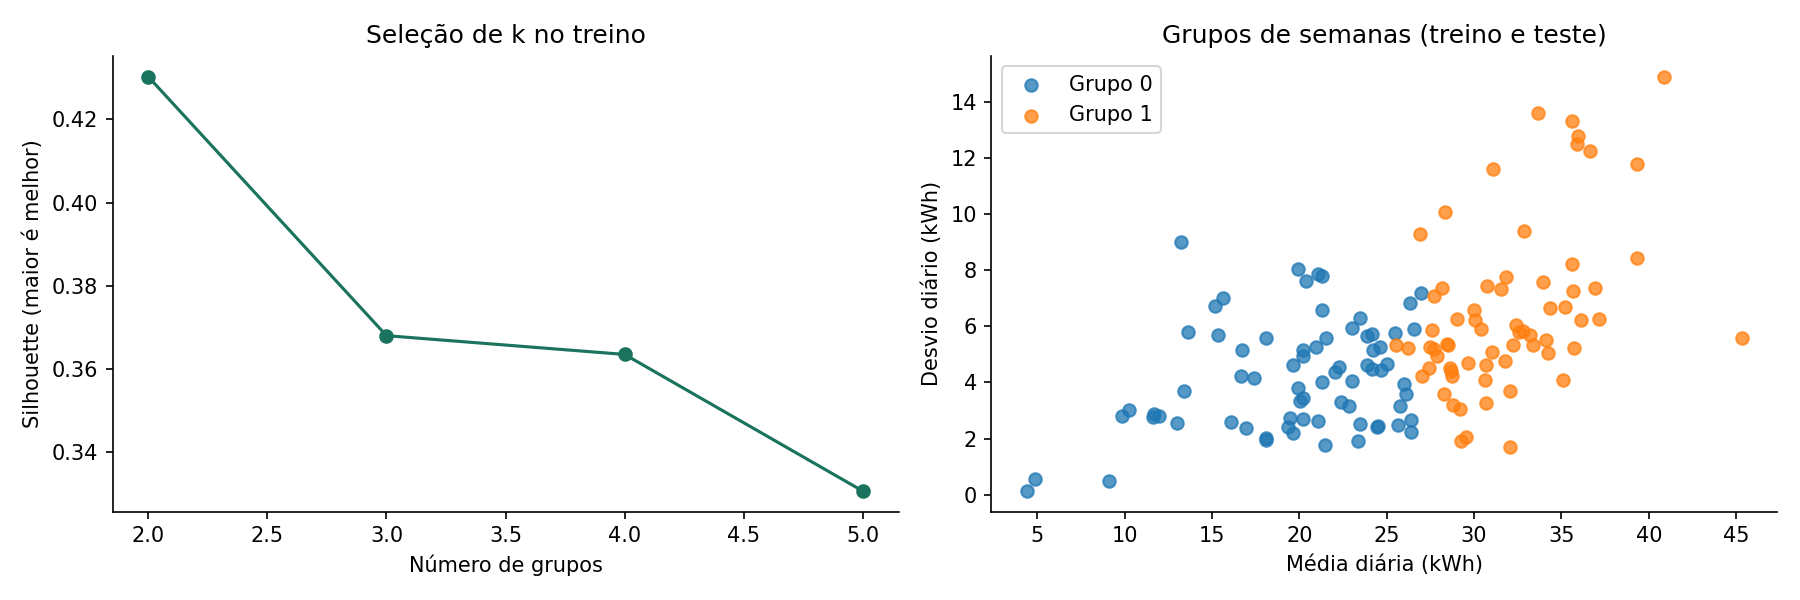 Seleção de k no treino
Silhouette (maior é melhor)
0.42
0.40
0.38
0.36
0.34
2.0 2.5 3.0 3.5 4.0 4.5 5.0
Número de grupos
Grupos de semanas (treino e teste)
Grupo 0
Grupo 1
Desvio diário (kWh)
14
12
10
8
6
4
2
0
5 10 15 20 25 30 35 40 45
Média diária (kWh)